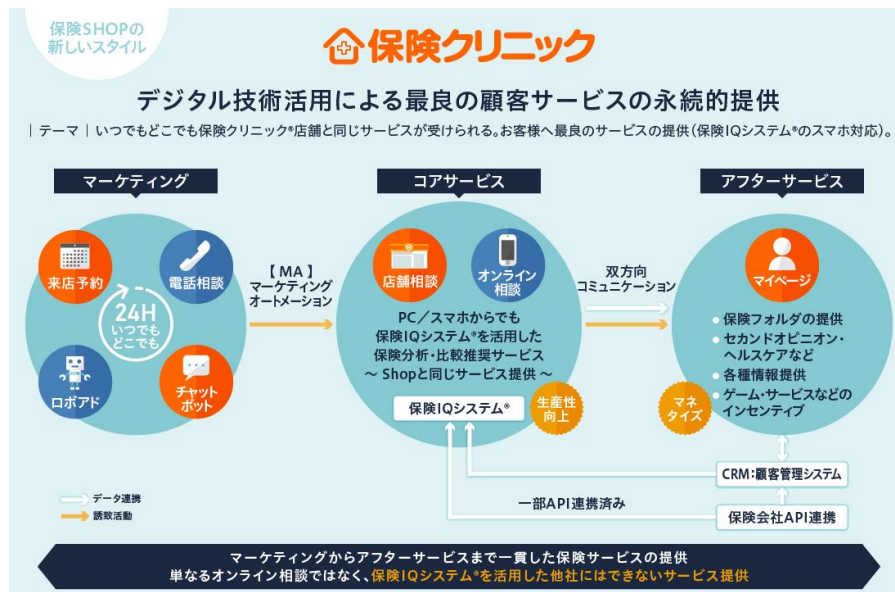 保険SHOPの
新しいスタイル
保険クリニック
デジタル技術活用による最良の顧客サービスの永続的提供
| テーマ | いつでもどこでも保険クリニック®店舗と同じサービスが受けられる。お客様へ最良のサービスの提供(保険IQシステム®のスマホ対応)。
マーケティング
来店予約
電話相談
24H
いつでも
どこでも
ロボアド
チャット
ボット
【MA】
マーケティング
オートメーション
コアサービス
店舗相談
オンライン
相談
PC/スマホからでも
保険IQシステム®を活用した
保険分析・比較推奨サービス
～ Shopと同じサービス提供 ～
保険IQシステム®
生産性
向上
双方向
コミュニケーション
アフターサービス
マイページ
● 保険フォルダの提供
● セカンドオピニオン・
ヘルスケアなど
● 各種情報提供
● ゲーム・サービスなどの
インセンティブ
マネ
タイズ
CRM:顧客管理システム
一部API連携済み
保険会社API連携
データ連携
誘致活動
マーケティングからアフターサービスまで一貫した保険サービスの提供
単なるオンライン相談ではなく、保険IQシステム®を活用した他社にはできないサービス提供